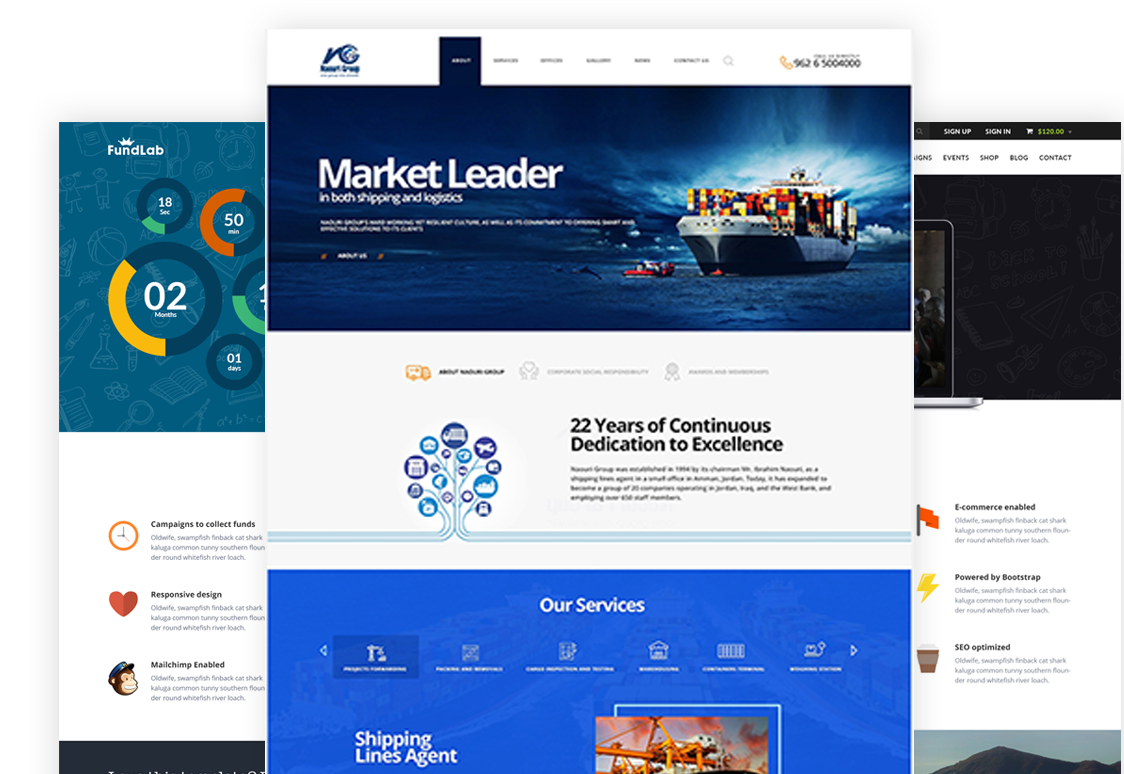 FundLab
18
Sec
50
min
02
Months
01
days
Campaigns to collect funds
Oldwife, swampfish finback cat shark
kaluga common tunny southern floun
der round whitefish river loach.
Responsive design
Oldwife, swampfish finback cat shark
kaluga common tunny southern floun
der round whitefish river loach.
Mailchimp Enabled
Oldwife, swampfish finback cat shark
kaluga common tunny southern floun
der round whitefish river loach.
Naouri Group
ABOUT SERVICES OFFICES GALLERY NEWS CONTACT US
962 6 5004000
Market Leader
in both shipping and logistics
NAOURI GROUP'S HARD WORKING YET RESILIENT CULTURE, AS WELL AS ITS COMMITMENT TO OFFERING SMART AND
EFFECTIVE SOLUTIONS TO ITS CLIENTS
// ABOUT US //
ABOUT NAOURI GROUP CORPORATE SOCIAL RESPONSIBILITY AWARDS AND MEMBERSHIPS
22 Years of Continuous
Dedication to Excellence
Naouri Group was established in 1994 by its chairman Mr. Ibrahim Naouri, as a
shipping lines agent in a small office in Amman, Jordan. Today, it has expanded to
become a group of 20 companies operating in Jordan, Iraq, and the West Bank, and
employing over 650 staff members.
Our Services
PROJECTS FORWARDING PACKING AND REMOVALS CARGO INSPECTION AND TESTING WAREHOUSING CONTAINERS TERMINAL WEIGHING STATION
Shipping
Lines Agent
SIGN UP SIGN IN $120.00
IGNS EVENTS SHOP BLOG CONTACT
back to
school!
E-commerce enabled
Oldwife, swampfish finback cat shark
kaluga common tunny southern floun-
der round whitefish river loach.
Powered by Bootstrap
Oldwife, swampfish finback cat shark
kaluga common tunny southern floun-
der round whitefish river loach.
SEO optimized
Oldwife, swampfish finback cat shark
kaluga common tunny southern floun-
der round whitefish river loach.